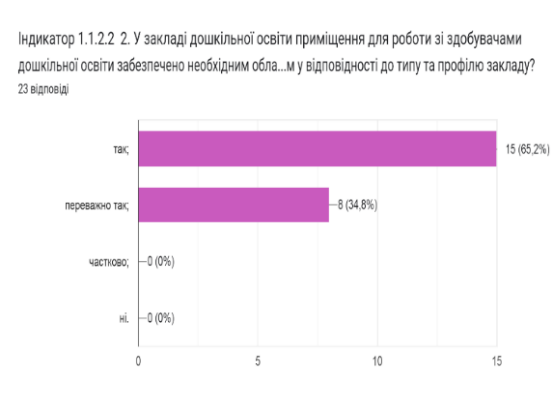 Індикатор 1.1.2.2 2. У закладі дошкільної освіти приміщення для роботи зі здобувачами
дошкільної освіти забезпечено необхідним обла...м у відповідності до типу та профілю закладу?
23 відповіді
так; 15 (65,2%)
переважно так; 8 (34,8%)
частково; 0 (0%)
ні. 0 (0%)
0 5 10 15